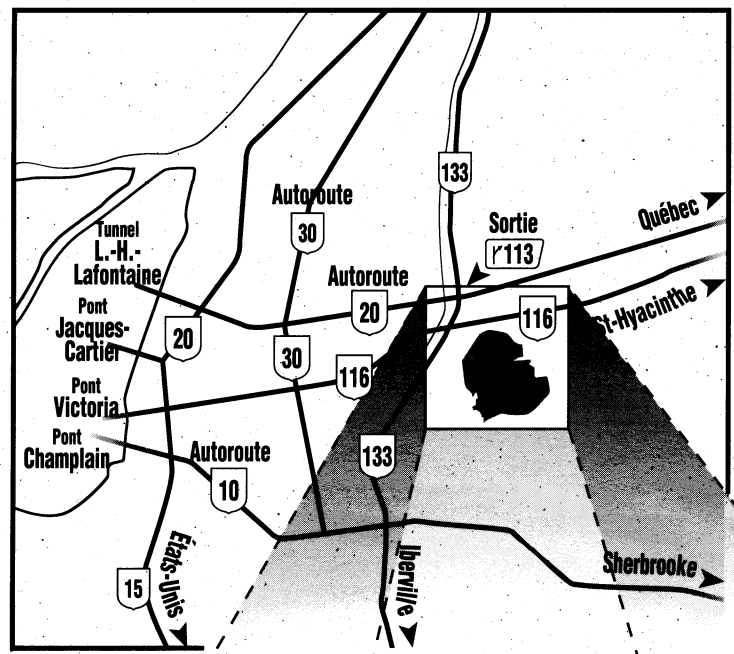 133
Autoroute
30
Québec
Sortie
113
Tunnel
L.-H.-
Lafontaine
Autoroute
20
St-Hyacinthe
116
Pont
Jacques-
Cartier
20
30
116
Pont
Victoria
Pont
Champlain
Autoroute
10
133
Sherbrooke
États-Unis
15
Iberville